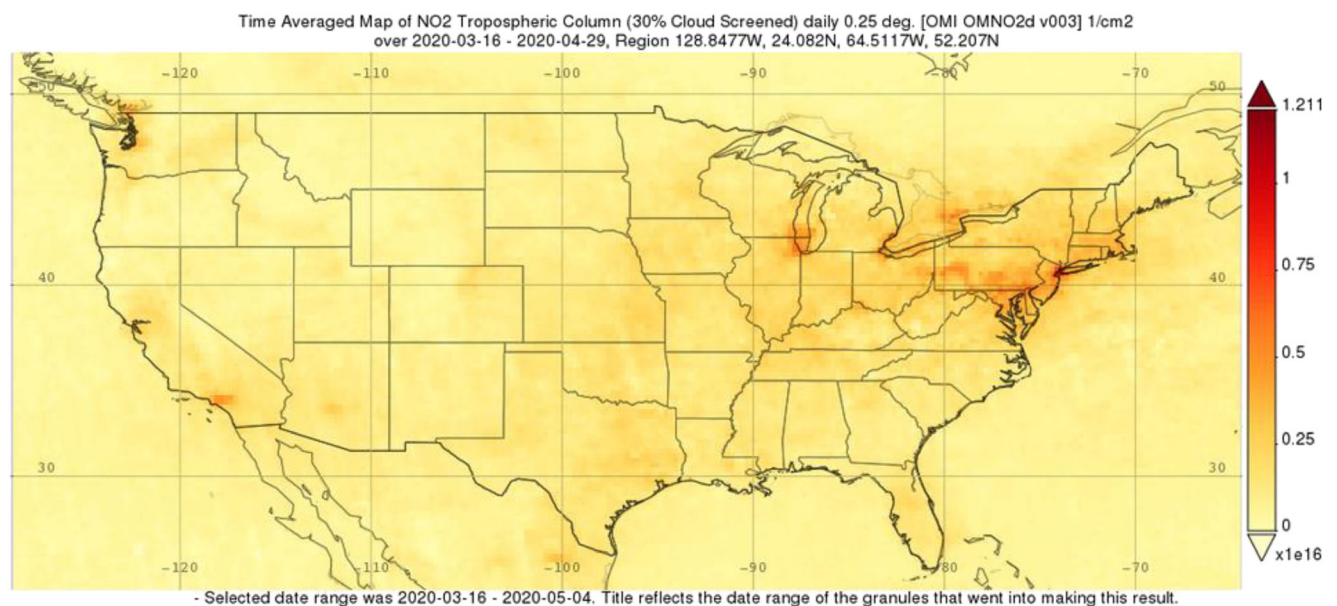 Time Averaged Map of NO2 Tropospheric Column (30% Cloud Screened) daily 0.25 deg. [OMI OMNO2d v003] 1/cm2
over 2020-03-16 - 2020-04-29, Region 128.8477W, 24.082N, 64.5117W, 52.207N
-120 -110 -100 -90 -80 -70
50 50
1.211
1
0.75
40 40
0.5
0.25
30 30
0
x1e16
-120 -110 -100 -90 -80 -70
- Selected date range was 2020-03-16 - 2020-05-04. Title reflects the date range of the granules that went into making this result.